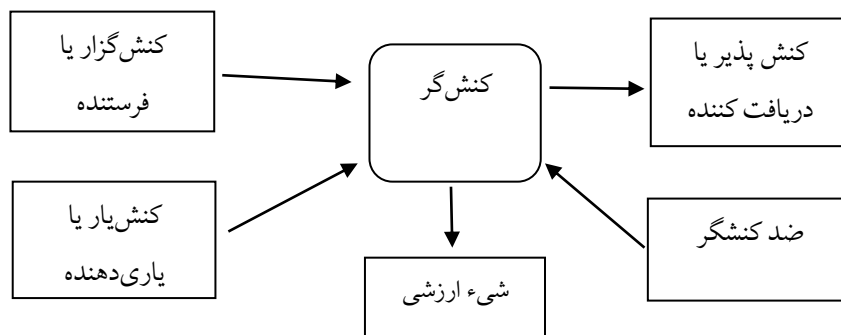 کنش پذیر یا
دریافت کننده
کنش‌گر
کنش‌گزار یا
فرستنده
ضد کنشگر
کنش‌یار یا
یاری‌دهنده
شیء ارزشی